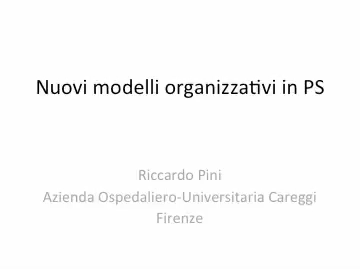 Nuovi modelli organizzativi in PS
Riccardo Pini
Azienda Ospedaliero-Universitaria Careggi
Firenze